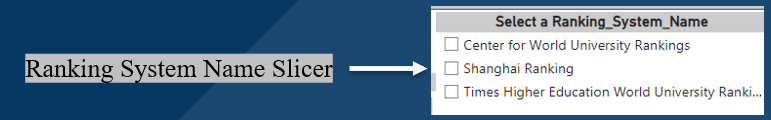 Ranking System Name Slicer
Select a Ranking_System_Name
Center for World University Rankings
Shanghai Ranking
Times Higher Education World University Ranki...